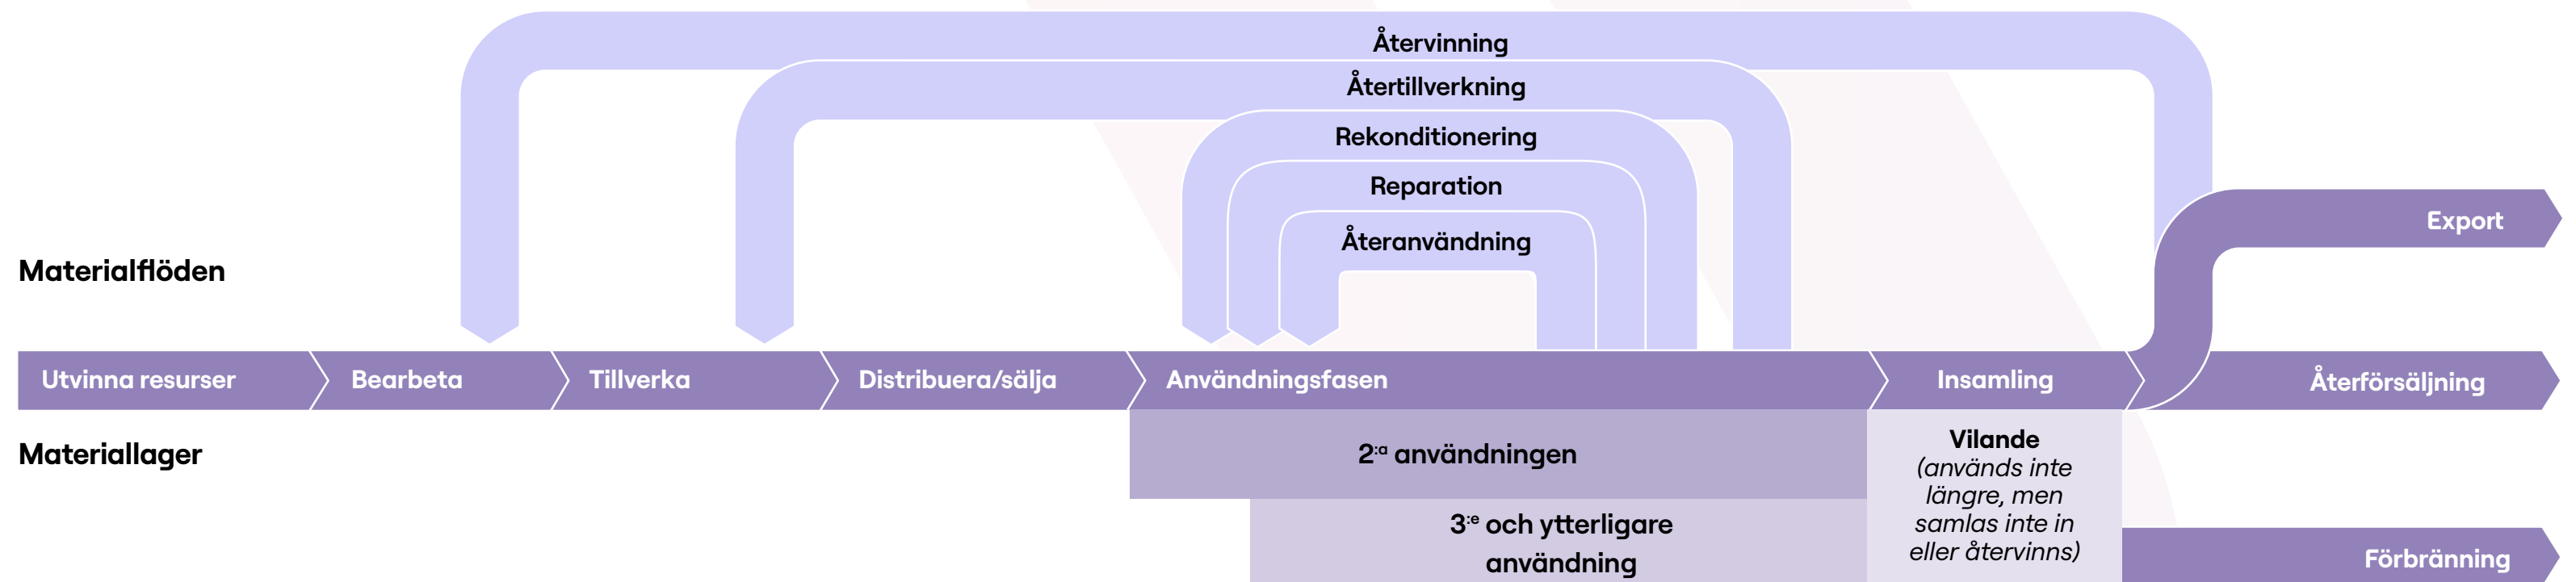 Återvinning
Återtillverkning
Rekonditionering
Reparation
Återanvändning
Export
Materialflöden
Utvinna resurser
Bearbeta
Tillverka
Distribuera/sälja
Användningsfasen
Insamling
Återförsäljning
Materiallager
2:a användningen
Vilande
(används inte
längre, men
samlas inte in
eller återvinns)
3:e och ytterligare
användning
Förbränning